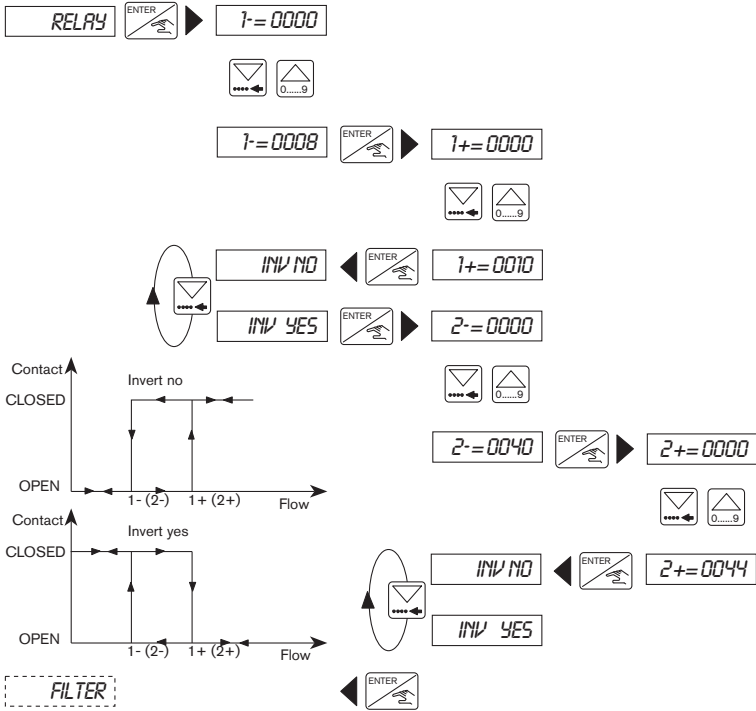 RELAY ENTER 1-=0000
0......9
1-=0008 ENTER 1+=0000
0......9
INV NO ENTER 1+=0010
INV YES ENTER 2-=0000
0......9
Contact
Invert no
CLOSED
2-=0040 ENTER 2+=0000
OPEN
1- (2-) 1+ (2+) Flow
0......9
Contact
Invert yes
CLOSED
INV NO ENTER 2+=0044
INV YES
OPEN
1- (2-) 1+ (2+) Flow
FILTER ENTER